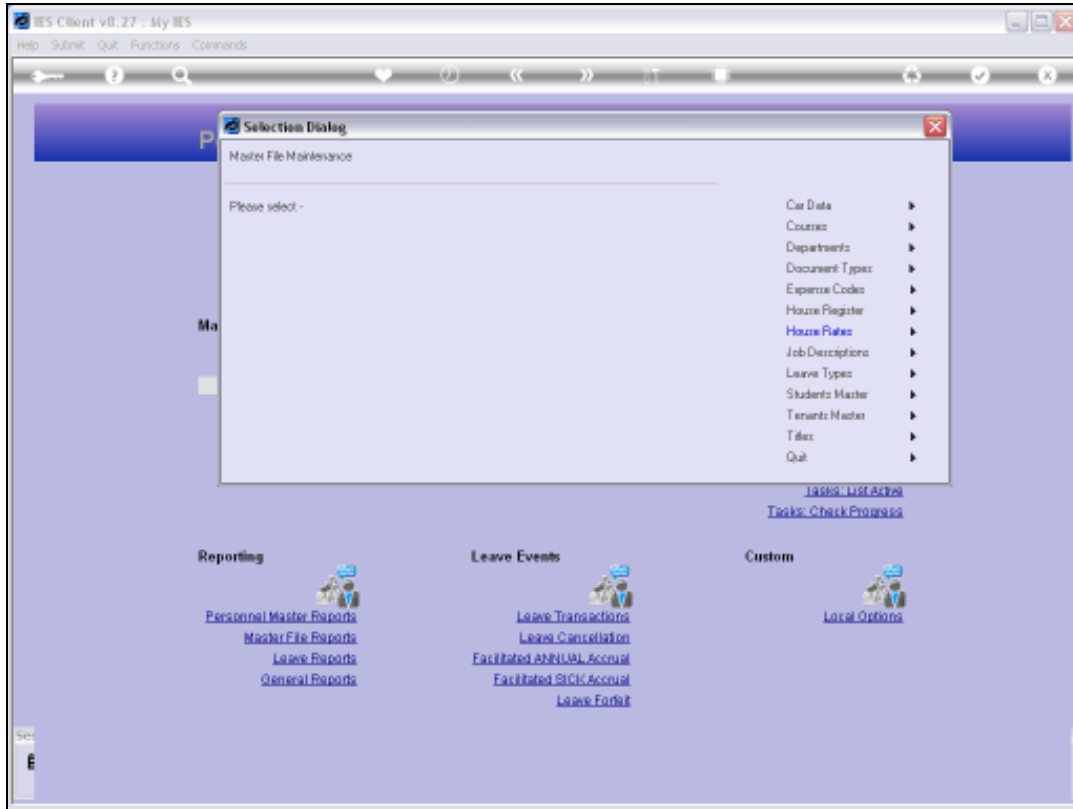 IES Client v8.27 : My IES
Help Submit Quit Functions Commands
Selection Dialog
Master File Maintenance
Please select -
Car Data
Courses
Departments
Document Types
Expense Codes
House Register
House Rates
Job Descriptions
Leave Types
Students Master
Tenants Master
Titles
Quit
Ma
Tasks: List Active
Tasks: Check Progress
Reporting
Personnel Master Reports
Master File Reports
Leave Reports
General Reports
Leave Events
Leave Transactions
Leave Cancellation
Facilitated ANNUAL Accrual
Facilitated SICK Accrual
Leave Forfeit
Custom
Local Options